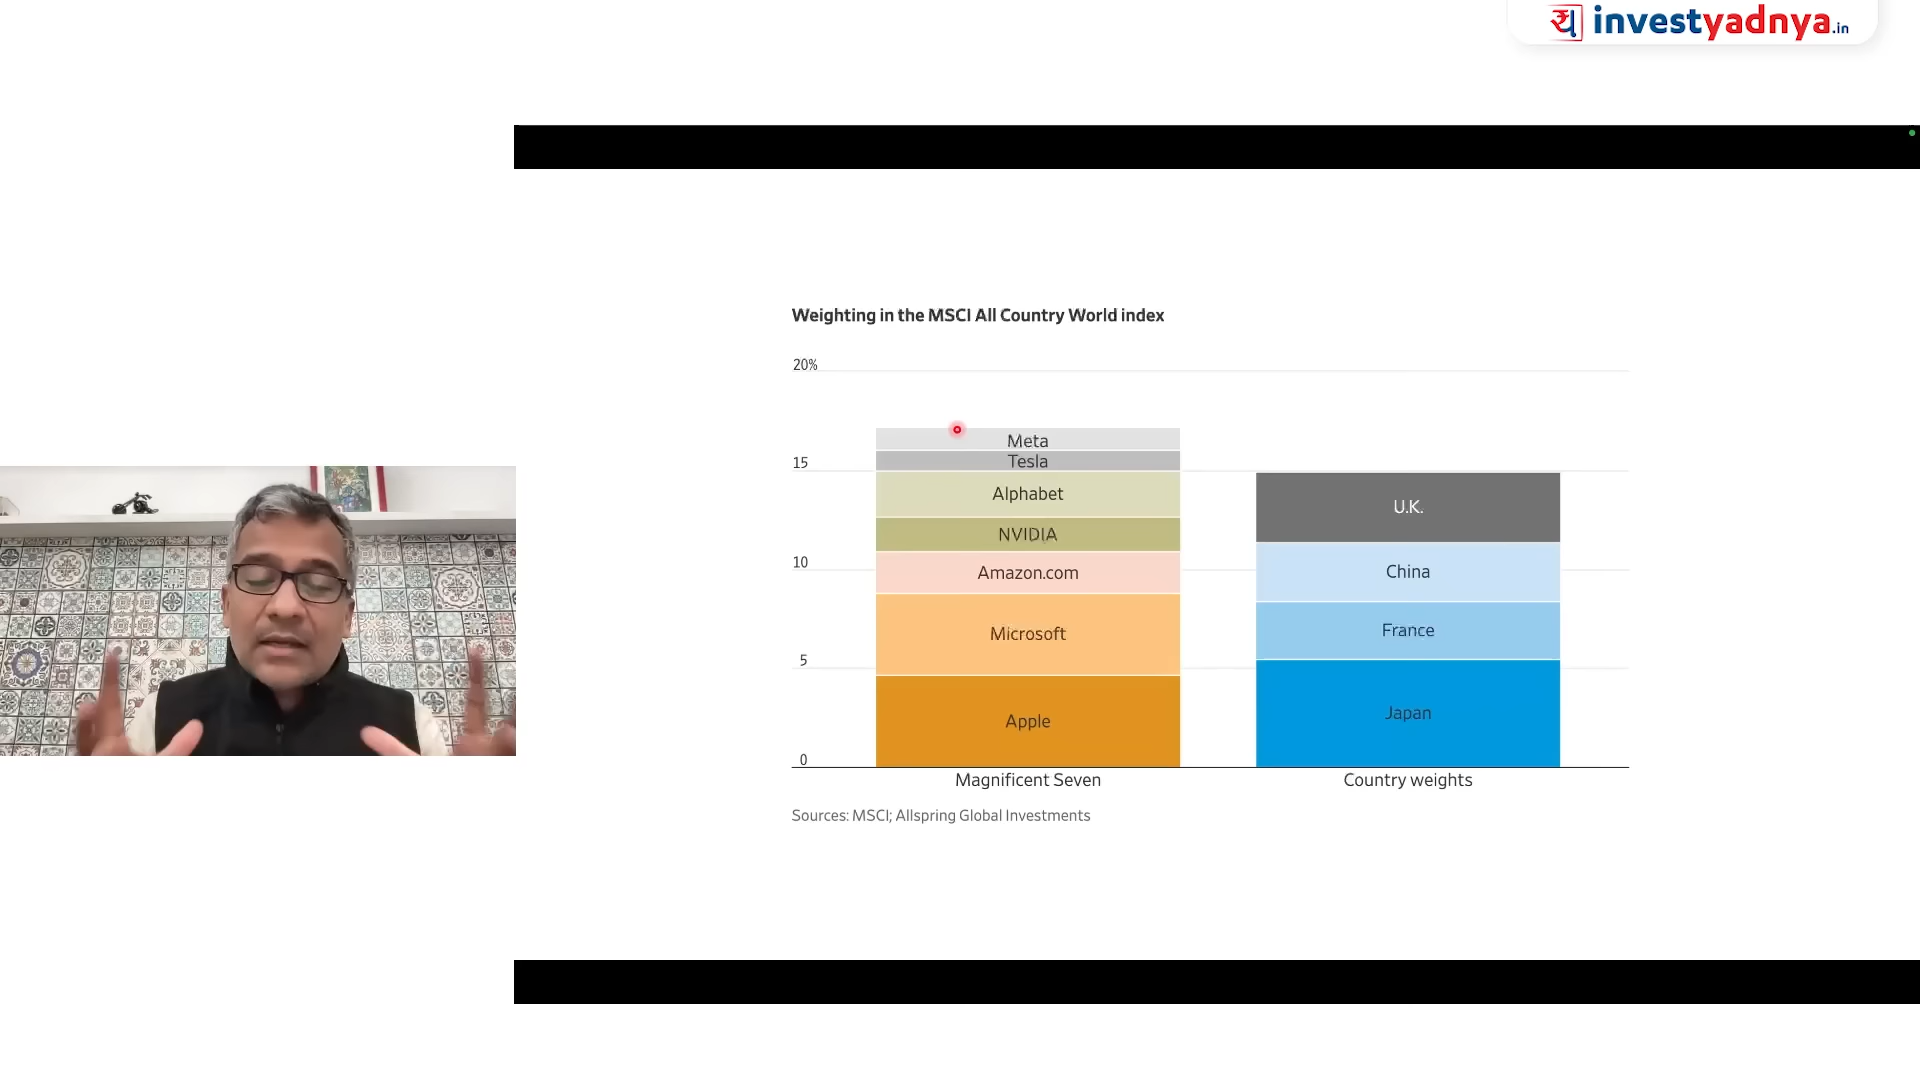 investyadnya.in
Weighting in the MSCI All Country World index
20%
15
10
5
0
Meta
Tesla
Alphabet
NVIDIA
Amazon.com
Microsoft
Apple
U.K.
China
France
Japan
Magnificent Seven
Country weights
Sources: MSCI; Allspring Global Investments